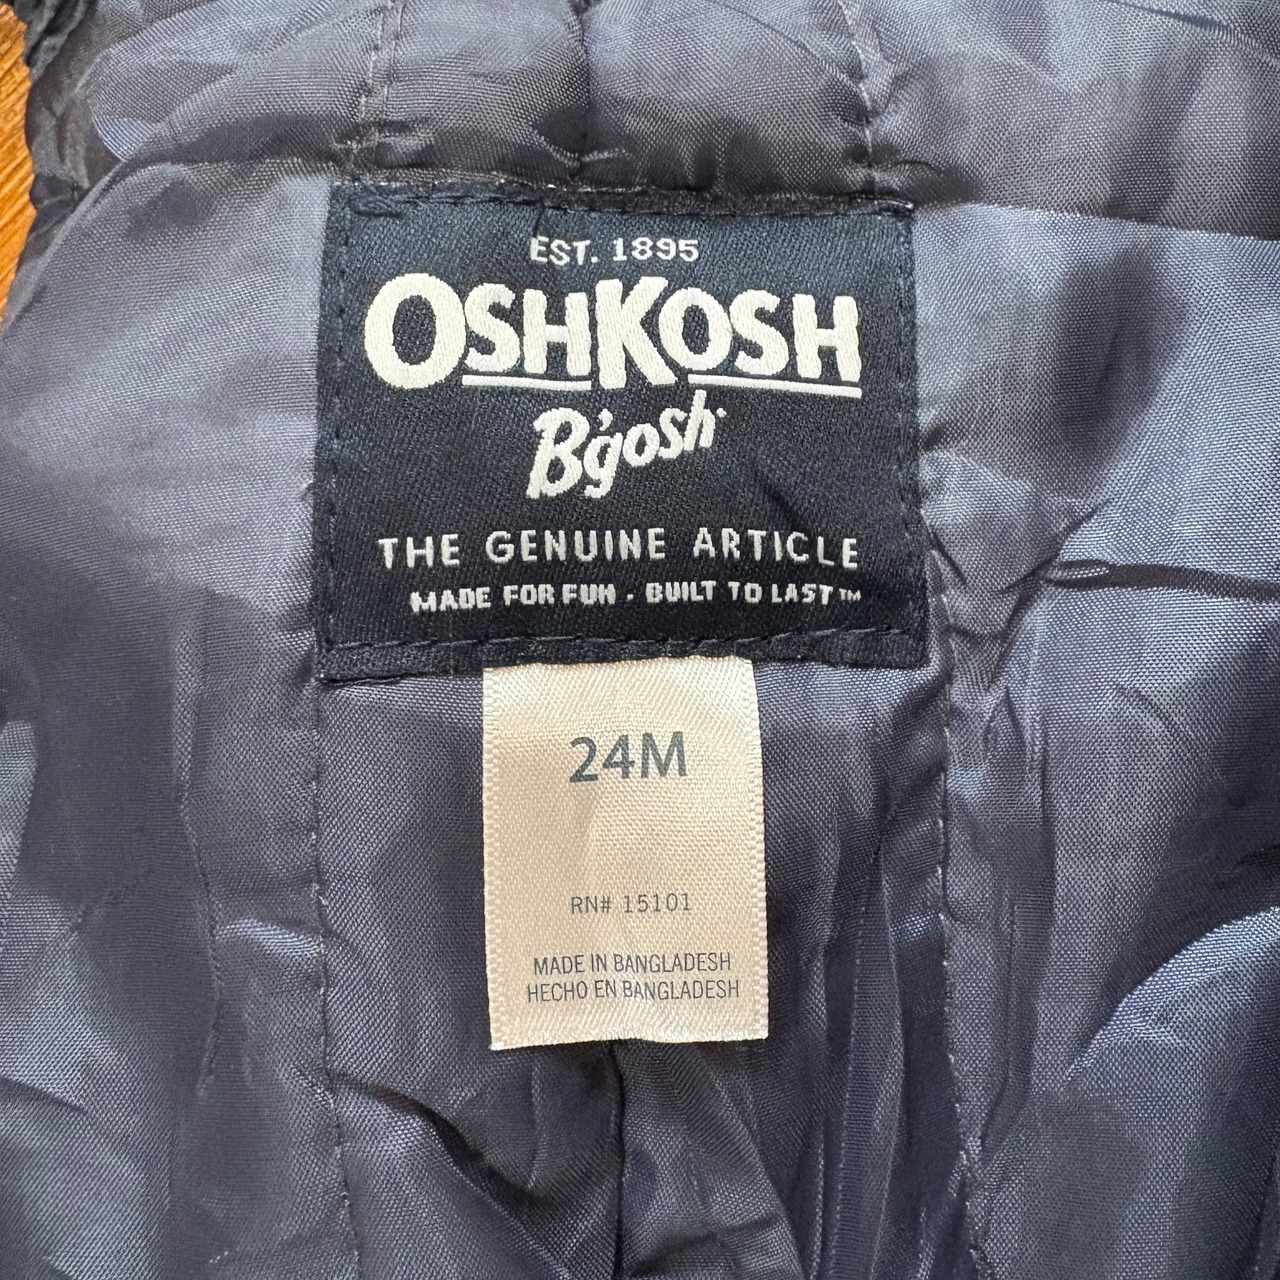 EST. 1895
OSHKOSH
B'gosh
THE GENUINE ARTICLE
MADE FOR FUN · BUILT TO LAST™
24M
RN# 15101
MADE IN BANGLADESH
HECHO EN BANGLADESH